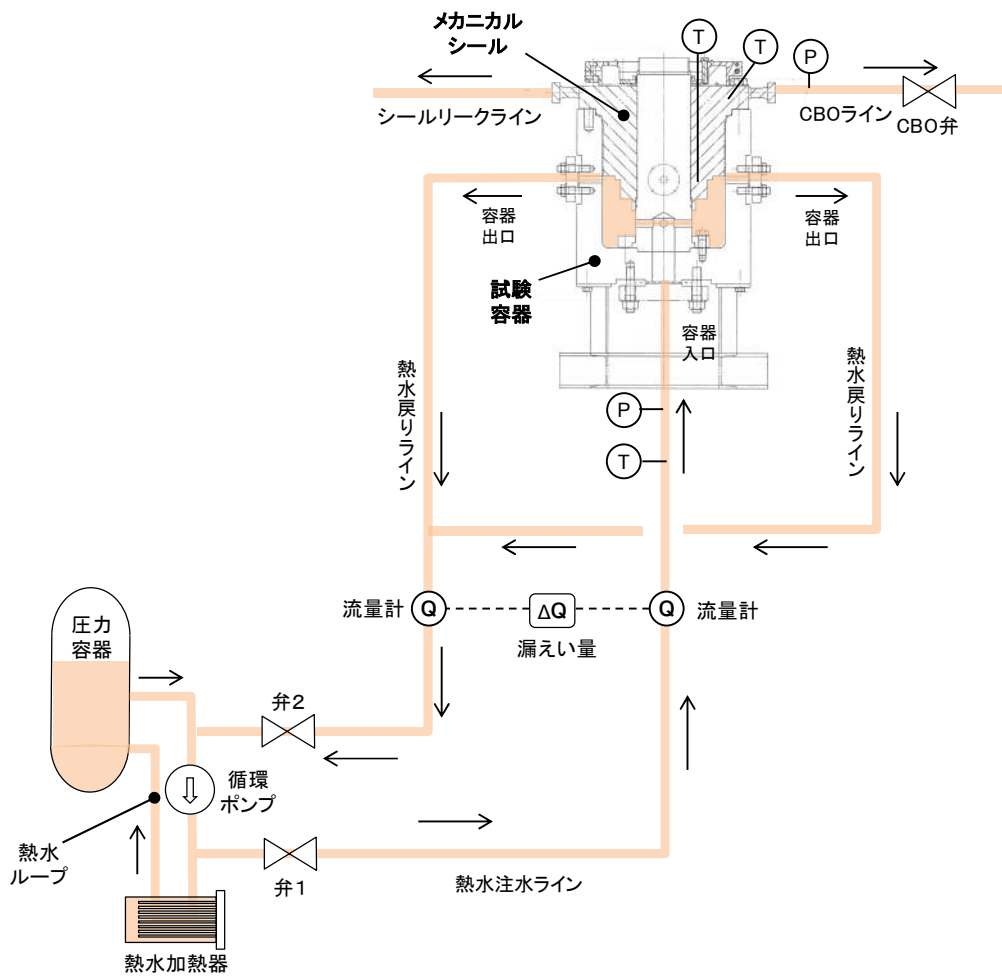 メカニカル
シール
T
T
P
シールリークライン
CBOライン
CBO弁
容器
出口
容器
出口
試験
容器
容器
入口
熱水戻りライン
熱水戻りライン
P
T
流量計
Q
ΔQ
Q
流量計
漏えい量
圧力
容器
弁2
循環
ポンプ
熱水
ループ
弁1
熱水注水ライン
熱水加熱器